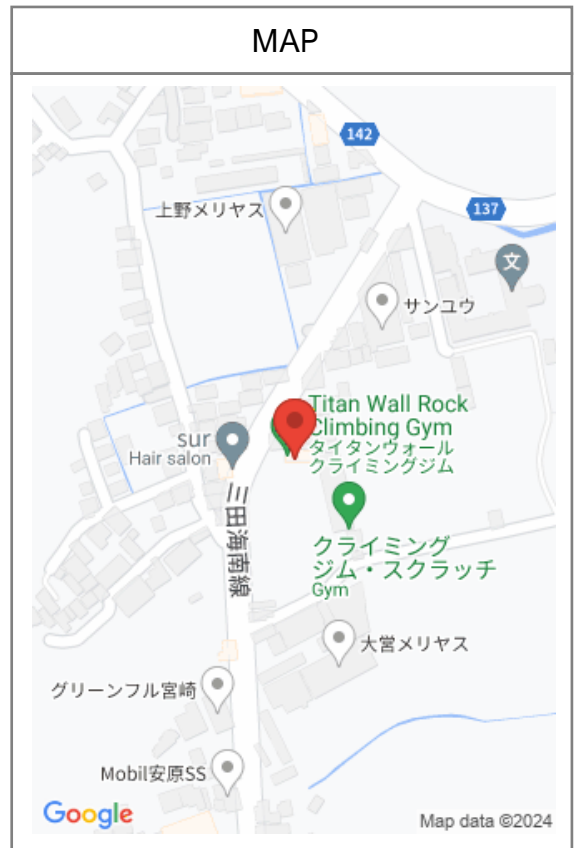 MAP
142
上野メリヤス
137
文
サンユウ
Titan Wall Rock
Climbing Gym
タイタンウォール
クライミングジム
sur
Hair salon
三田海南線
クライミング
ジム・スクラッチ
Gym
大営メリヤス
グリーンフル宮崎
Mobil安原SS
Google
Map data ©2024